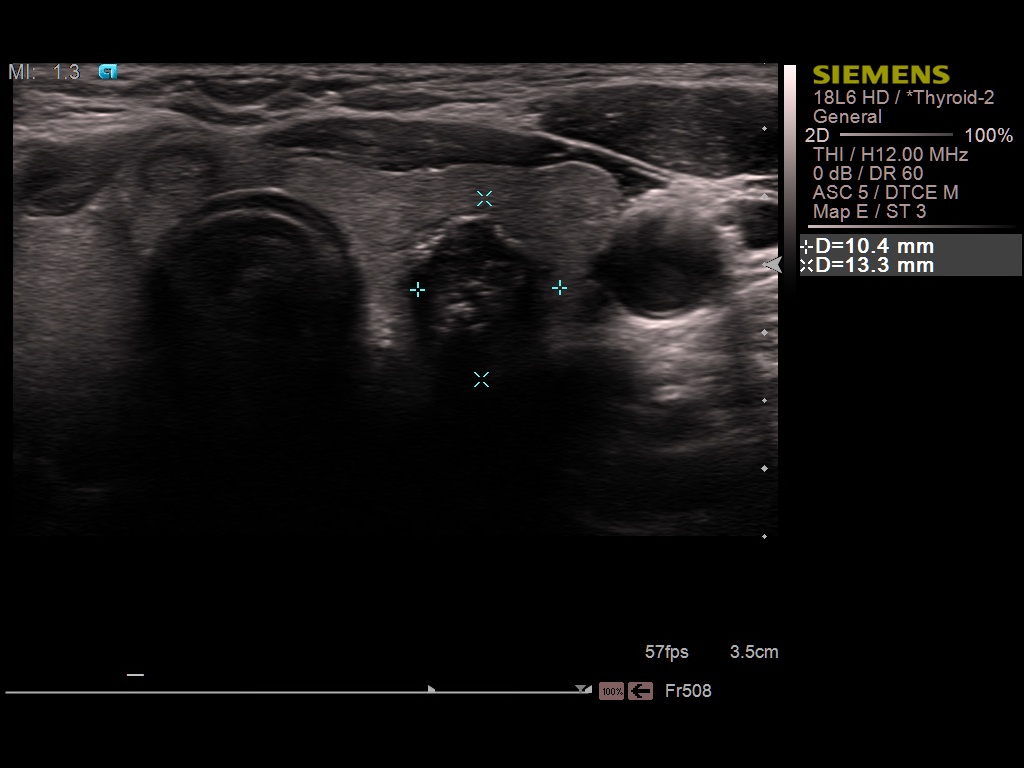 MI: 1.3
SIEMENS
18L6 HD / *Thyroid-2
General
2D 100%
THI / H12.00 MHz
0 dB / DR 60
ASC 5 / DTCE M
Map E / ST 3
D=10.4 mm
D=13.3 mm
57fps 3.5cm
100% Fr508